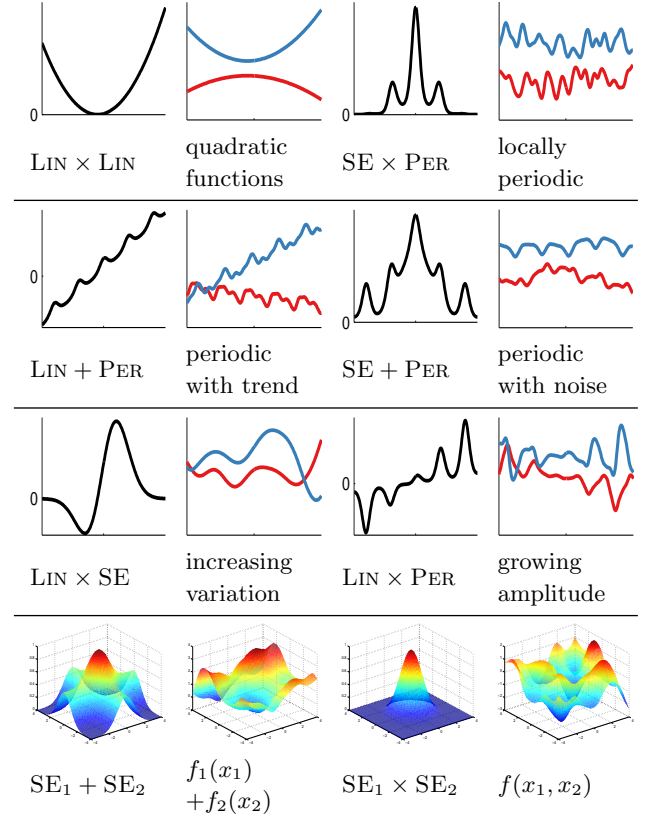 0
0
LIN × LIN
quadratic
functions
SE × PER
locally
periodic
0
0
LIN + PER
periodic
with trend
SE + PER
periodic
with noise
0
0
LIN × SE
increasing
variation
LIN × PER
growing
amplitude
SE₁ + SE₂
f₁(x₁)
+f₂(x₂)
SE₁ × SE₂
f(x₁, x₂)